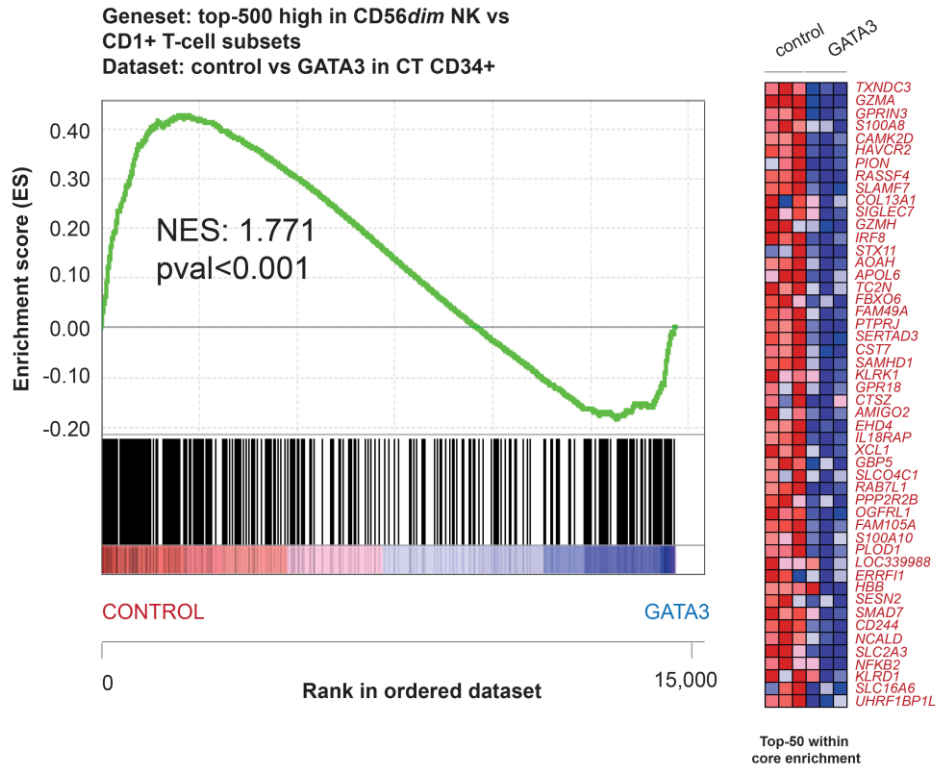 Geneset: top-500 high in CD56dim NK vs
CD1+ T-cell subsets
Dataset: control vs GATA3 in CT CD34+
Enrichment score (ES)
0.40
0.30
0.20
0.10
0.00
-0.10
-0.20
NES: 1.771
pval<0.001
CONTROL
GATA3
0
Rank in ordered dataset
15,000
control
GATA3
TXNDC3
GZMA
GPRIN3
S100A8
CAMK2D
HAVCR2
PION
RASSF4
SLAMF7
COL13A1
SIGLEC7
GZMH
IRF8
STX11
AOAH
APOL6
TC2N
FBXO6
FAM49A
PTPRJ
SERTAD3
CST7
SAMHD1
KLRK1
GPR18
CTSZ
AMIGO2
EHD4
IL18RAP
XCL1
GBP5
SLCO4C1
RAB7L1
PPP2R2B
OGFRL1
FAM105A
S100A10
PLOD1
LOC339988
ERRFI1
HBB
SESN2
SMAD7
CD244
NCALD
SLC2A3
NFKB2
KLRD1
SLC16A6
UHRF1BP1L
Top-50 within
core enrichment